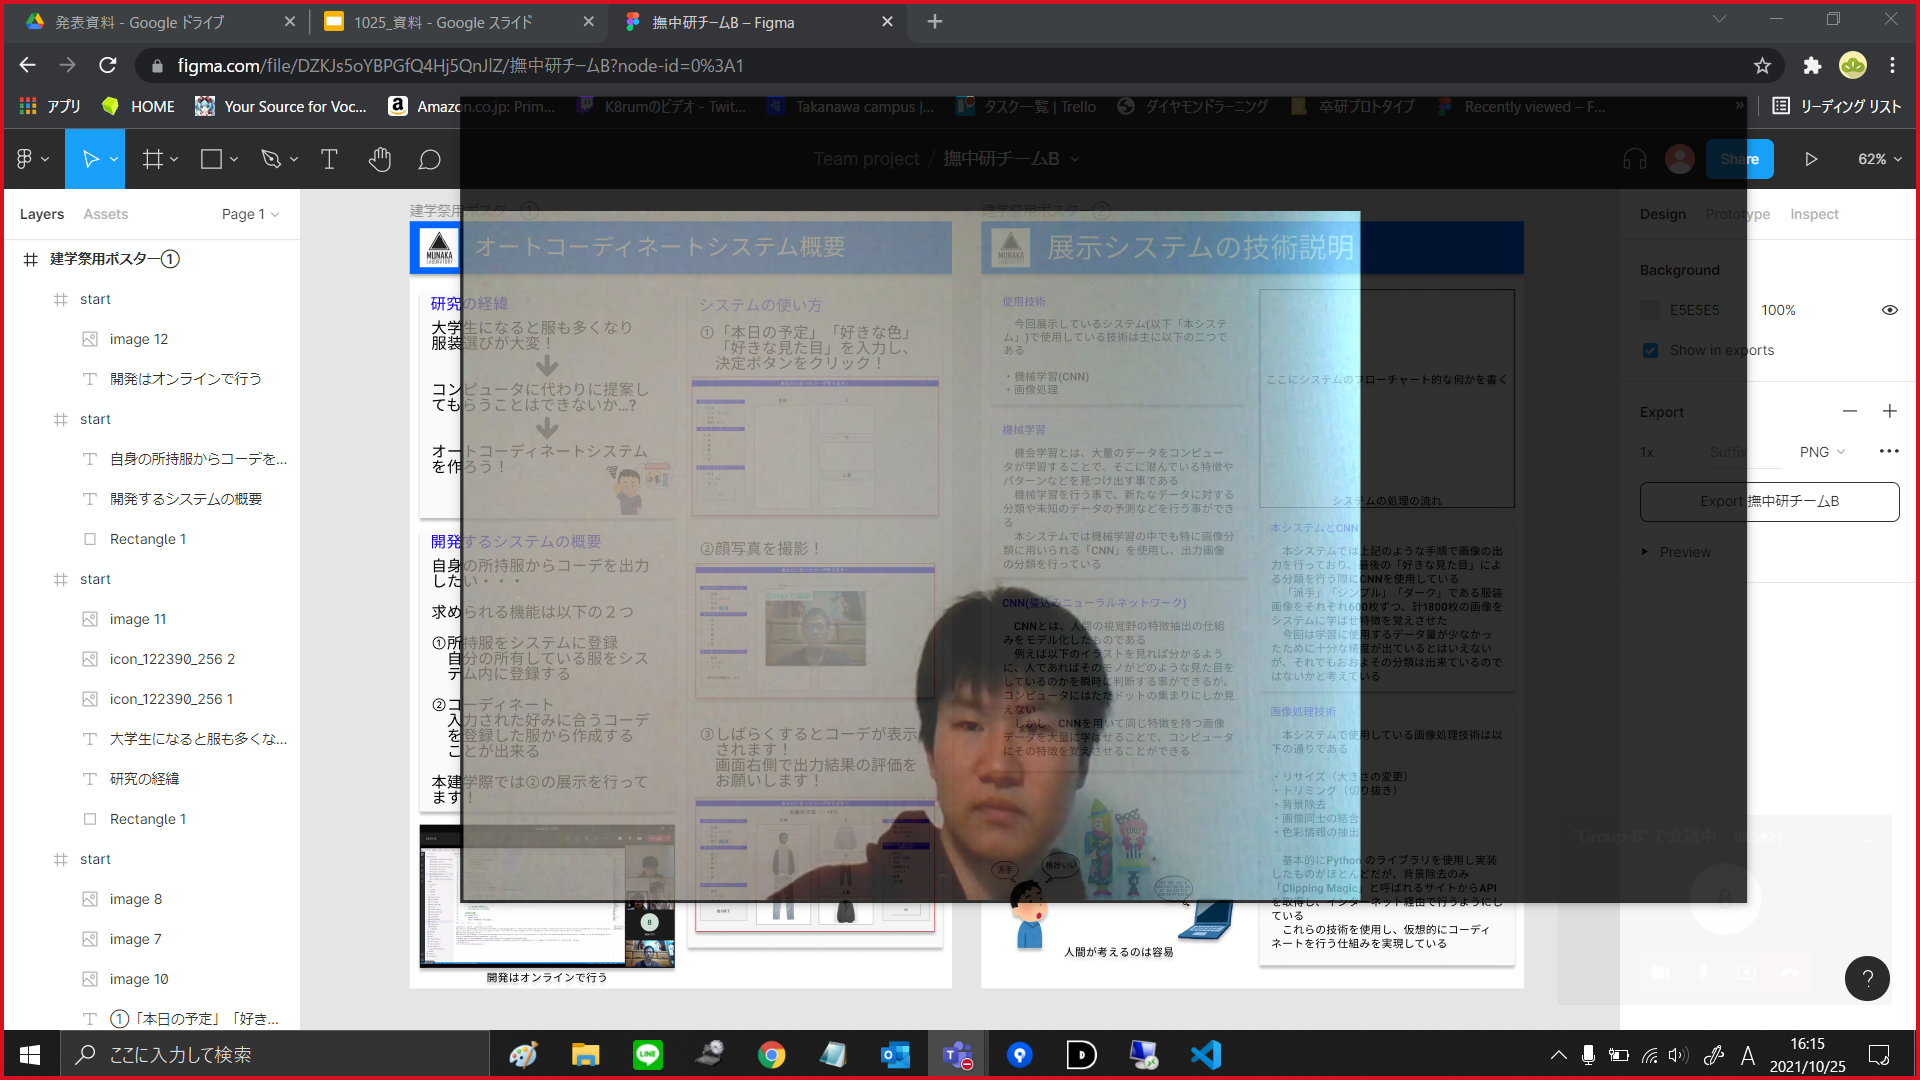 発表資料 - Google ドライブ
1025_資料 - Google スライド
撫中研チームB – Figma
figma.com/file/DZKJs5oYBPGfQ4Hj5QnJlZ/撫中研チームB?node-id=0%3A1
アプリ
HOME
Your Source for Voc...
Amazon.co.jp: Prim...
K8rumのビデオ - Twit...
Takanawa campus |...
タスク一覧 | Trello
ダイヤモンドラーニング
卒研プロトタイプ
Recently viewed – F...
»
リーディング リスト
Team project / 撫中研チームB
Share
62%
Layers
Assets
Page 1
建学祭用ポスター①
start
image 12
開発はオンラインで行う
start
自身の所持服からコーデを...
開発するシステムの概要
Rectangle 1
start
image 11
icon_122390_256 2
icon_122390_256 1
大学生になると服も多くな...
研究の経緯
Rectangle 1
start
image 8
image 7
image 10
①「本日の予定」「好き...
建学祭用ポスター①
MUNAKA
LABORATORY
オートコーディネートシステム概要
研究の経緯
大学生になると服も多くなり
服装選びが大変！
コンピュータに代わりに提案し
てもらうことはできないか...?
オートコーディネートシステム
を作ろう！
開発するシステムの概要
自身の所持服からコーデを出力
したい・・・
求められる機能は以下の２つ
①所持服をシステムに登録
自分の所有している服をシス
テム内に登録する
②コーディネート
入力された好みに合うコーデ
を登録した服から作成する
ことが出来る
本建学際では②の展示を行って
ます！
開発はオンラインで行う
システムの使い方
①「本日の予定」「好きな色」
「好きな見た目」を入力し、
決定ボタンをクリック！
②顔写真を撮影！
③しばらくするとコーデが表示
されます！
画面右側で出力結果の評価を
お願いします！
建学祭用ポスター②
MUNAKA
LABORATORY
展示システムの技術説明
使用技術
今回展示しているシステム(以下「本システ
ム」)で使用している技術は主に以下の二つで
ある
・機械学習(CNN)
・画像処理
機械学習
機会学習とは、大量のデータをコンピュー
タが学習することで、そこに潜んでいる特徴や
パターンなどを見つけ出す事である
機械学習を行う事で、新たなデータに対する
分類や未知のデータの予測などを行う事ができ
る
本システムでは機械学習の中でも特に画像分
類に用いられる「CNN」を使用し、出力画像
の分類を行っている
CNN(畳込みニューラルネットワーク)
CNNとは、人間の視覚野の特徴抽出の仕組
みをモデル化したものである
例えば以下のイラストを見れば分かるよう
に、人であればそのモノがどのような見た目を
しているのかを瞬時に判断する事ができるが、
コンピュータにはただドットの集まりにしか見
えない
しかし、CNNを用いて同じ特徴を持つ画像
データを大量に学ばせることで、コンピュータ
にその特徴を覚えさせることができる
派手
格好いい
人間が考えるのは容易
ここにシステムのフローチャート的な何かを書く
システムの処理の流れ
本システムとCNN
本システムでは上記のような手順で画像の出
力を行っており、最後の「好きな見た目」によ
る分類を行う際にCNNを使用している
「派手」「シンプル」「ダーク」である服装
画像をそれぞれ600枚ずつ、計1800枚の画像を
システムに学ばせ特徴を覚えさせた
今回は学習に使用するデータ量が少なかっ
たために十分な精度が出ているとはいえない
が、それでもおおよその分類は出来ているので
はないかと考えている
画像処理技術
本システムで使用している画像処理技術は以
下の通りである
・リサイズ（大きさの変更）
・トリミング（切り抜き）
・背景除去
・画像同士の結合
・色彩情報の抽出
基本的にPythonのライブラリを使用し実装
したものがほとんどだが、背景除去のみ
「Clipping Magic」と呼ばれるサイトからAPI
を取得し、インターネット経由で行うようにし
ている
これらの技術を使用し、仮想的にコーディ
ネートを行う仕組みを実現している
Design
Prototype
Inspect
Background
E5E5E5
100%
Show in exports
Export
1x
Suffix
PNG
Export 撫中研チームB
Preview
"Group-B" で会議中
?
ここに入力して検索
LINE
A
16:15
2021/10/25